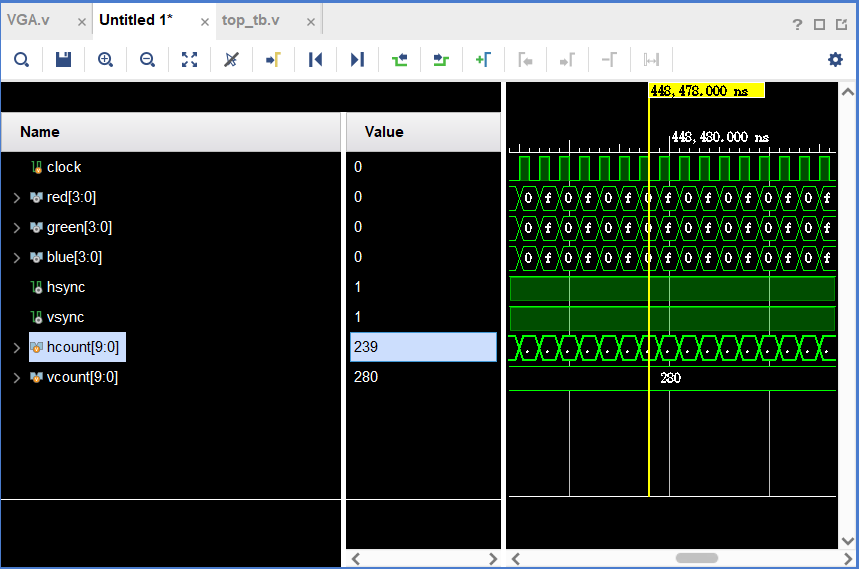 VGA.v × Untitled 1* × top_tb.v ×
?
448,478.000 ns
Name Value
448,480.000 ns
clock 0
red[3:0] 0 0 f 0 f 0 f 0 f 0 f 0 f 0 f 0 f
green[3:0] 0 0 f 0 f 0 f 0 f 0 f 0 f 0 f 0 f
blue[3:0] 0 0 f 0 f 0 f 0 f 0 f 0 f 0 f 0 f
hsync 1
vsync 1
hcount[9:0] 239 . . . . . . . . . . . . . . . .
vcount[9:0] 280 280